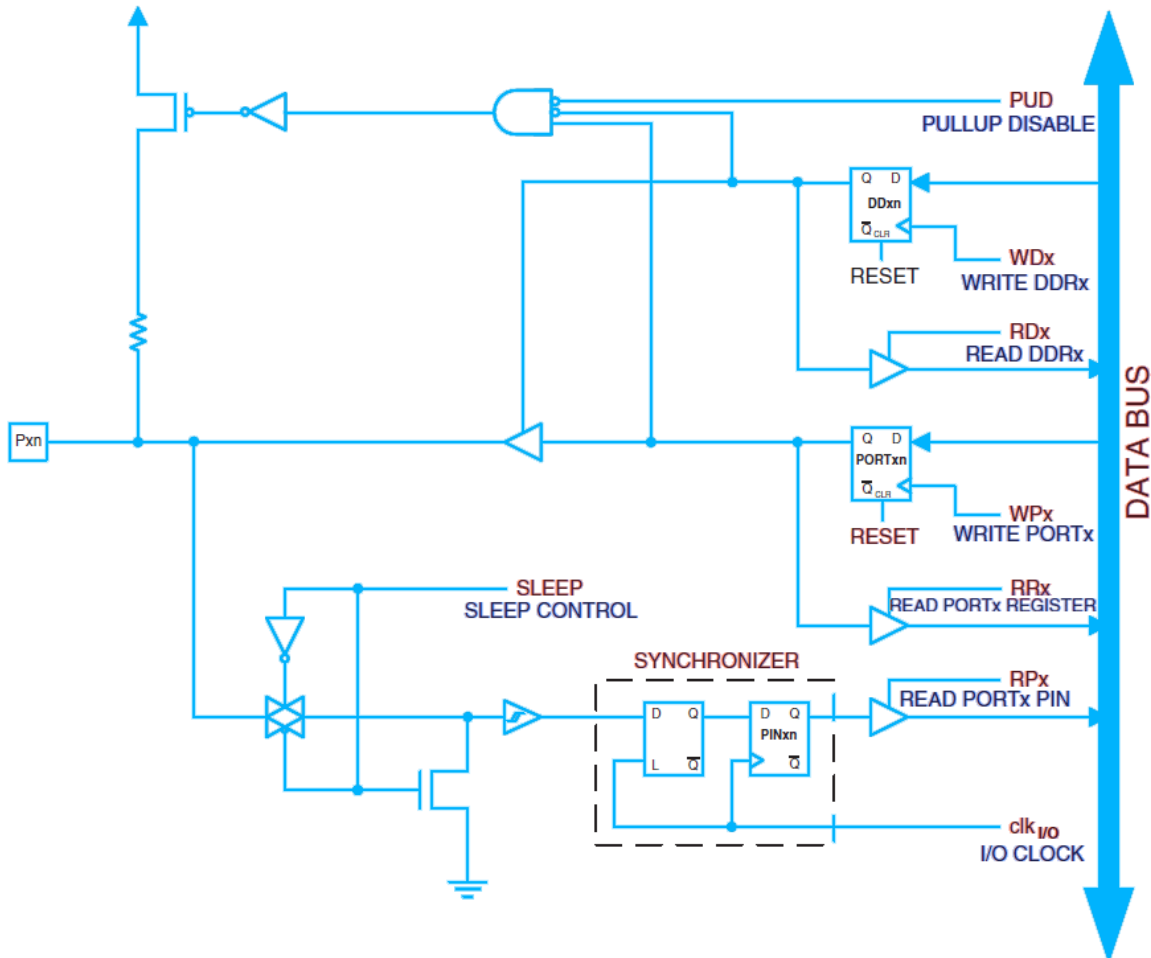 PUD
PULLUP DISABLE
Q D
DDxn
Q CLR
WDx
RESET
WRITE DDRx
RDx
READ DDRx
DATA BUS
Pxn
Q D
PORTxn
Q CLR
WPx
RESET
WRITE PORTx
SLEEP
SLEEP CONTROL
RRx
READ PORTx REGISTER
SYNCHRONIZER
RPx
READ PORTx PIN
D Q
L Q
D Q
PINxn
Q
clk I/O
I/O CLOCK